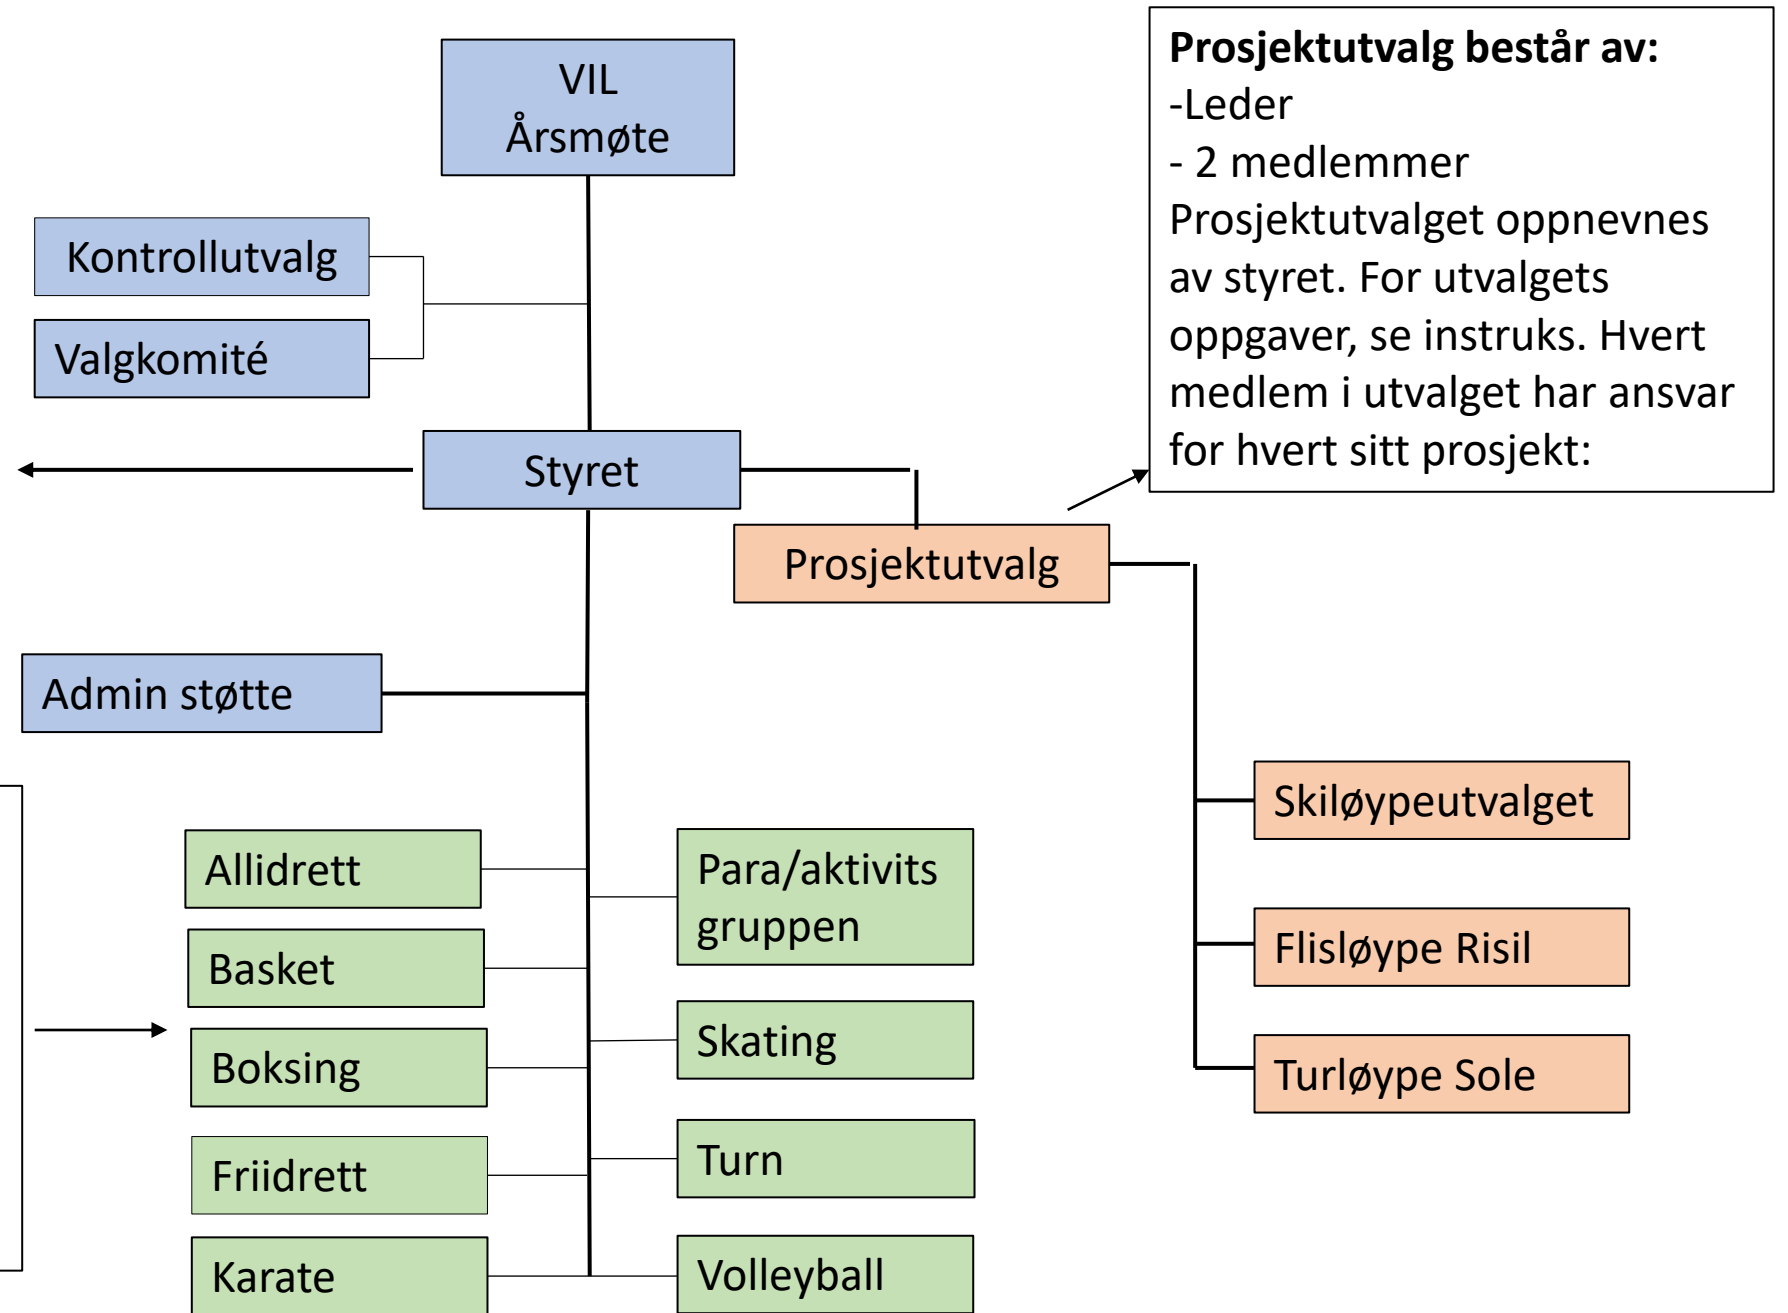 VIL
Årsmøte
Prosjektutvalg består av:
-Leder
- 2 medlemmer
Prosjektutvalget oppnevnes
av styret. For utvalgets
oppgaver, se instruks. Hvert
medlem i utvalget har ansvar
for hvert sitt prosjekt:
Kontrollutvalg
Valgkomité
Styret
Prosjektutvalg
Admin støtte
Allidrett
Basket
Boksing
Friidrett
Karate
Para/aktivits
gruppen
Skating
Turn
Volleyball
Skiløypeutvalget
Flisløype Risil
Turløype Sole